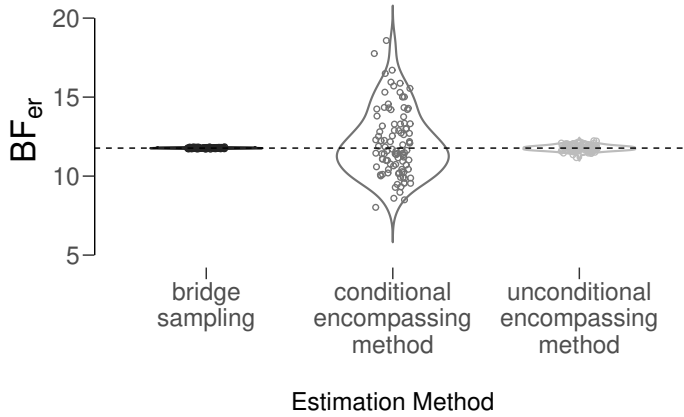 20
15
10
5
BFer
bridge
sampling
conditional
encompassing
method
unconditional
encompassing
method
Estimation Method